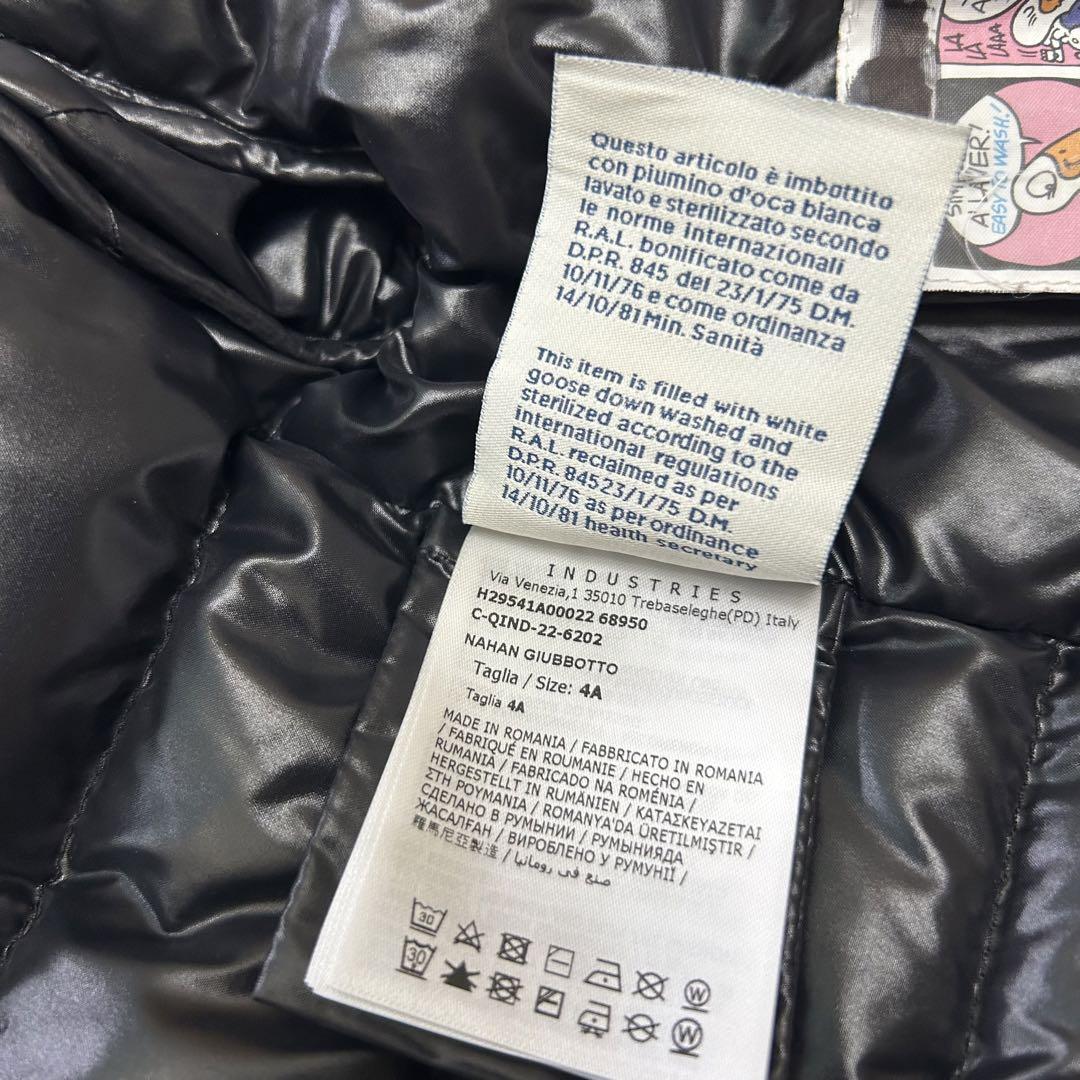 LA
LA
LAAA
SIM
A LAVER!
EASY TO WASH!
Questo articolo è imbottito
con piumino d'oca bianca
lavato e sterilizzato secondo
le norme internazionali
R.A.L. bonificato come da
D.P.R. 845 del 23/1/75 D.M.
10/11/76 e come ordinanza
14/10/81 Min. Sanità
This item is filled with white
goose down washed and
sterilized according to the
international regulations
R.A.L. reclaimed as per
D.P.R. 84523/1/75 D.M.
10/11/76 as per ordinance
14/10/81 health secretary
INDUSTRIES
Via Venezia,1 35010 Trebaseleghe(PD) Italy
H29541A00022 68950
C-QIND-22-6202
NAHAN GIUBBOTTO
Taglia / Size: 4A
Taglia 4A
MADE IN ROMANIA / FABBRICATO IN ROMANIA
/ FABRIQUÉ EN ROUMANIE / HECHO EN
RUMANIA / FABRICADO NA ROMÉNIA /
HERGESTELLT IN RUMÄNIEN / ΚΑΤΑΣΚΕΥΑΖΕΤΑΙ
ΣΤΗ ΡΟΥΜΑΝΙΑ / ROMANYA'DA ÜRETILMIŞTIR /
СДЕЛАНО В РУМЫНИИ / РУМЫНИЯДА
ЖАСАЛҒАН / ВИРОБЛЕНО У РУМУНІЇ /
羅馬尼亞製造 / صنع في رومانيا
30
W
30
W